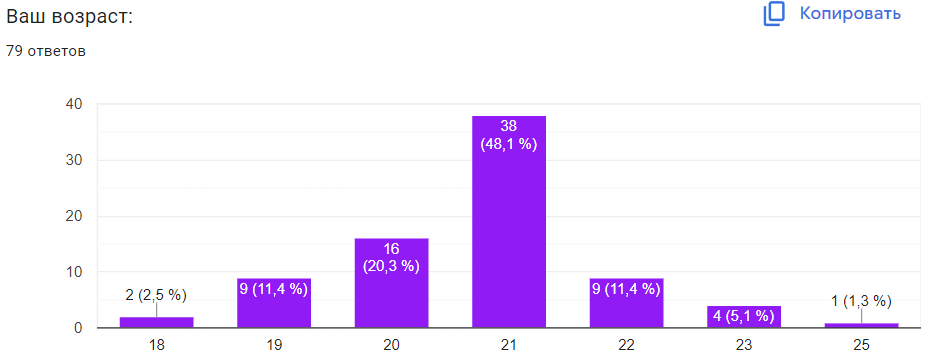 Ваш возраст:
Копировать
79 ответов
40
30
20
10
0
2 (2,5 %)
9 (11,4 %)
16
(20,3 %)
38
(48,1 %)
9 (11,4 %)
4 (5,1 %)
1 (1,3 %)
18
19
20
21
22
23
25